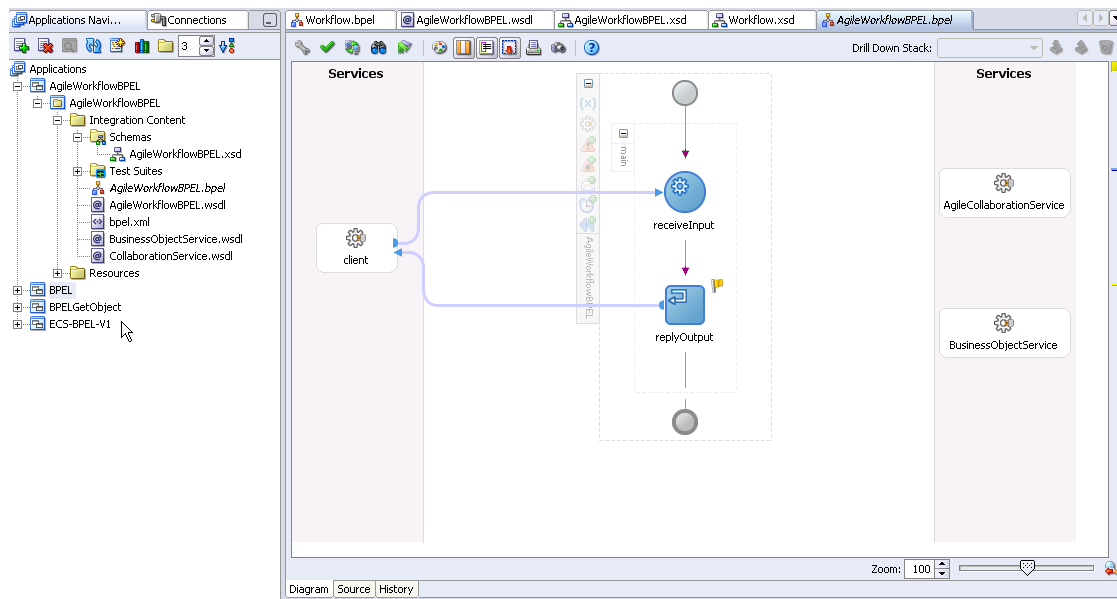 Applications Navi...
Connections
Workflow.bpel
AgileWorkflowBPEL.wsdl
AgileWorkflowBPEL.xsd
Workflow.xsd
AgileWorkflowBPEL.bpel
3
Drill Down Stack:
Applications
AgileWorkflowBPEL
AgileWorkflowBPEL
Integration Content
Schemas
AgileWorkflowBPEL.xsd
Test Suites
AgileWorkflowBPEL.bpel
AgileWorkflowBPEL.wsdl
bpel.xml
BusinessObjectService.wsdl
CollaborationService.wsdl
Resources
BPEL
BPELGetObject
ECS-BPEL-V1
Services
client
(x)
AgileWorkflowBPEL
main
receiveInput
replyOutput
Services
AgileCollaborationService
BusinessObjectService
Zoom: 100
Diagram
Source
History